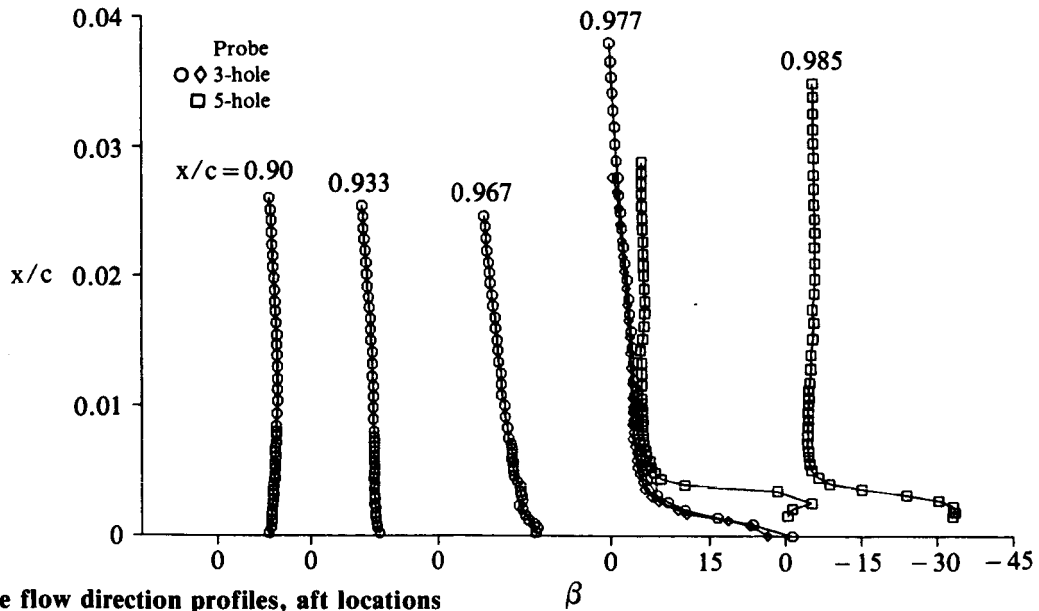 0.04
0.977
Probe
○◇ 3-hole
□ 5-hole
0.985
0.03
x/c = 0.90
0.933
0.967
x/c
0.02
0.01
0
0 0 0 0 15 0 −15 −30 −45
β
e flow direction profiles, aft locations